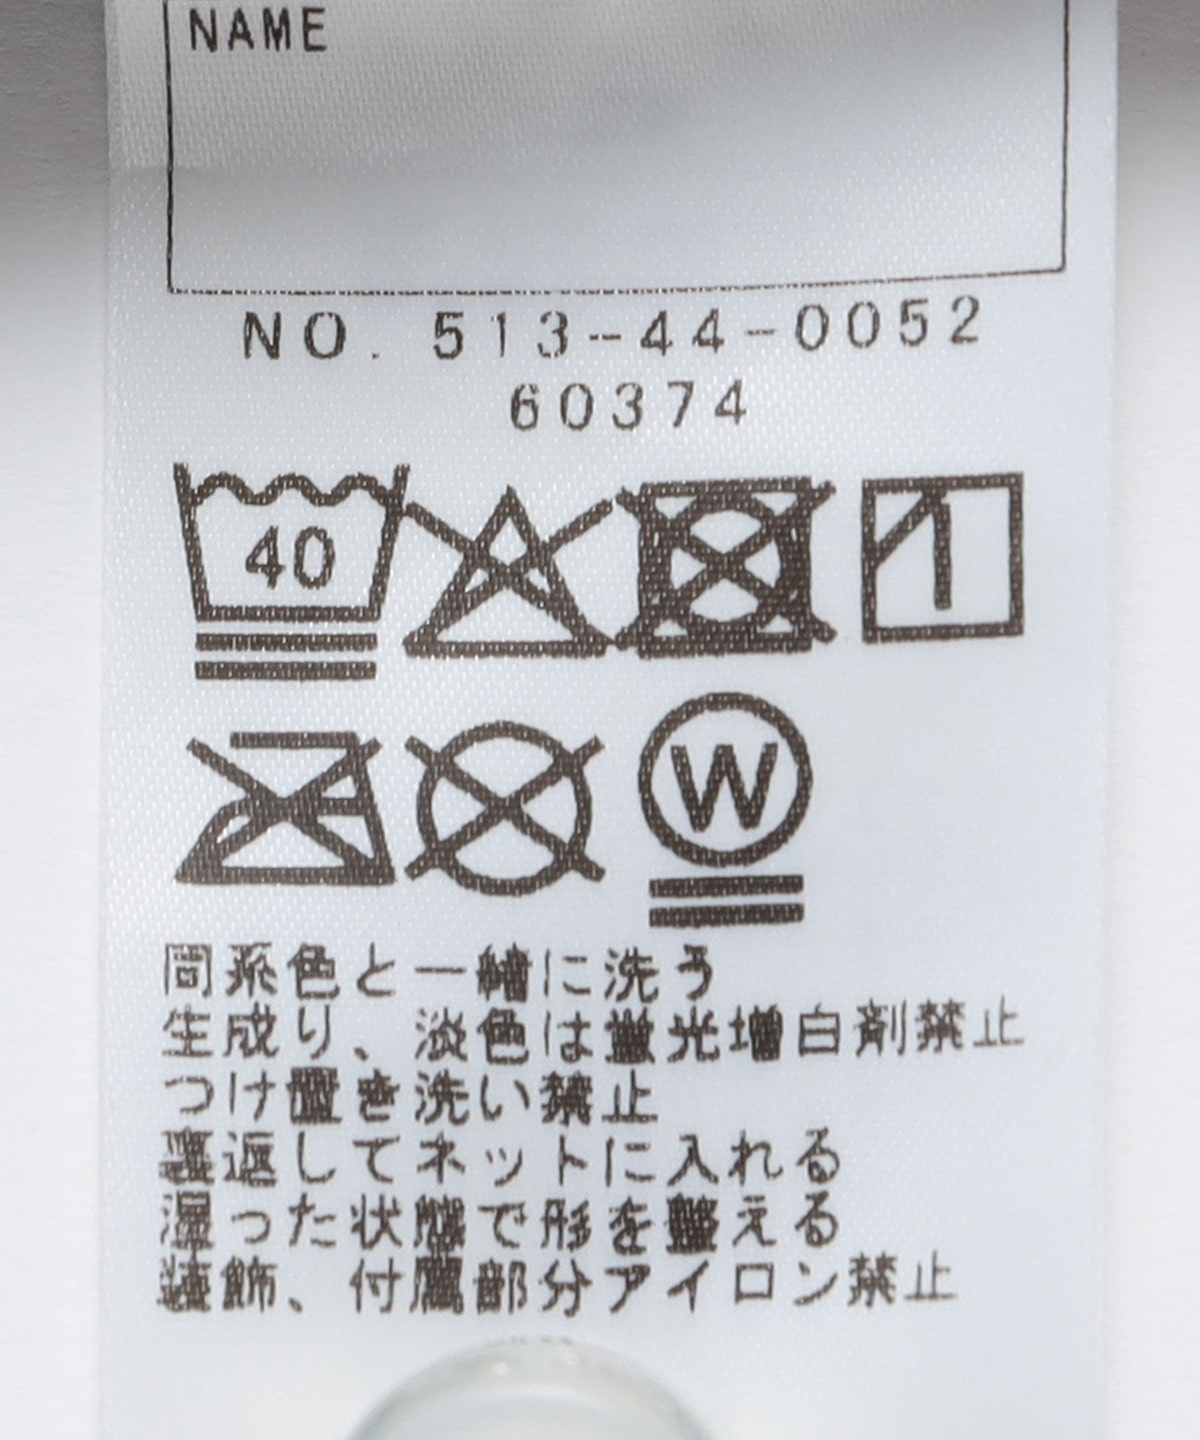 NAME
NO. 513-44-0052
60374
40
W
同系色と一緒に洗う
生成り、淡色は蛍光増白剤禁止
つけ置き洗い禁止
裏返してネットに入れる
湿った状態で形を整える
装飾、付属部分アイロン禁止